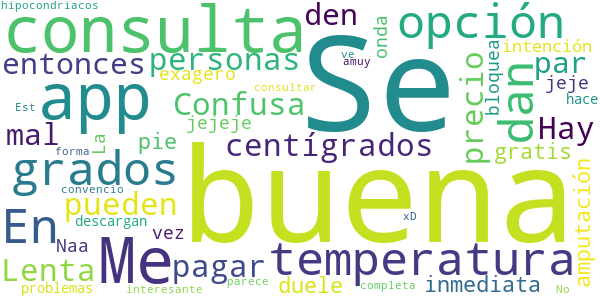 hipocondriacos
consulta
Se
den
onda
opción
ve
amuy
intención
entonces
personas
exagero
consultar
bloquea
par
jeje
hace
app
Est
Confusa
jejeje
precio
dan
Hay
mal
La
pie
centígrados
gratis
forma
grados
buena
amputación
convencio
pueden
En
Me
descargan
vez
xD
Naa
temperatura
Lenta
pagar
duele
inmediata
problemas
interesante
parece
completa
No